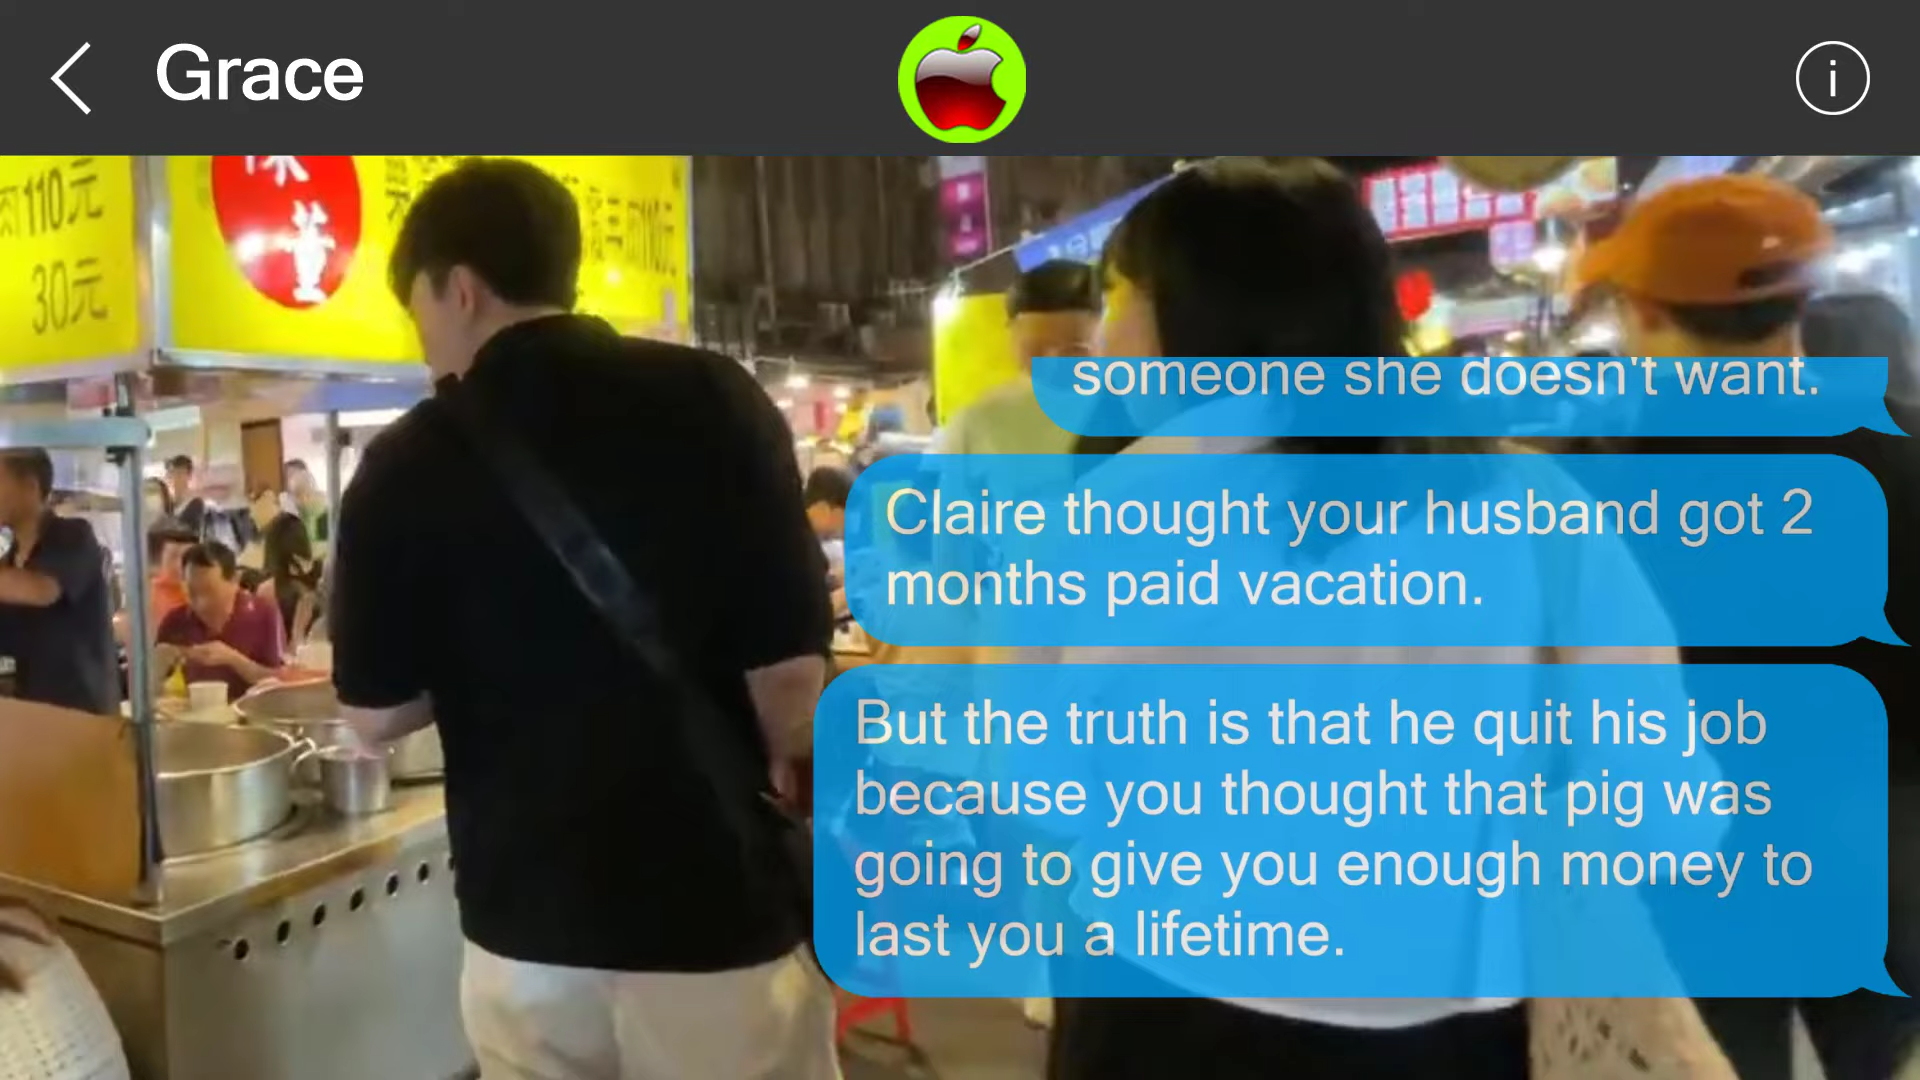 Grace
肉110元
30元
量
someone she doesn't want.
Claire thought your husband got 2
months paid vacation.
But the truth is that he quit his job
because you thought that pig was
going to give you enough money to
last you a lifetime.